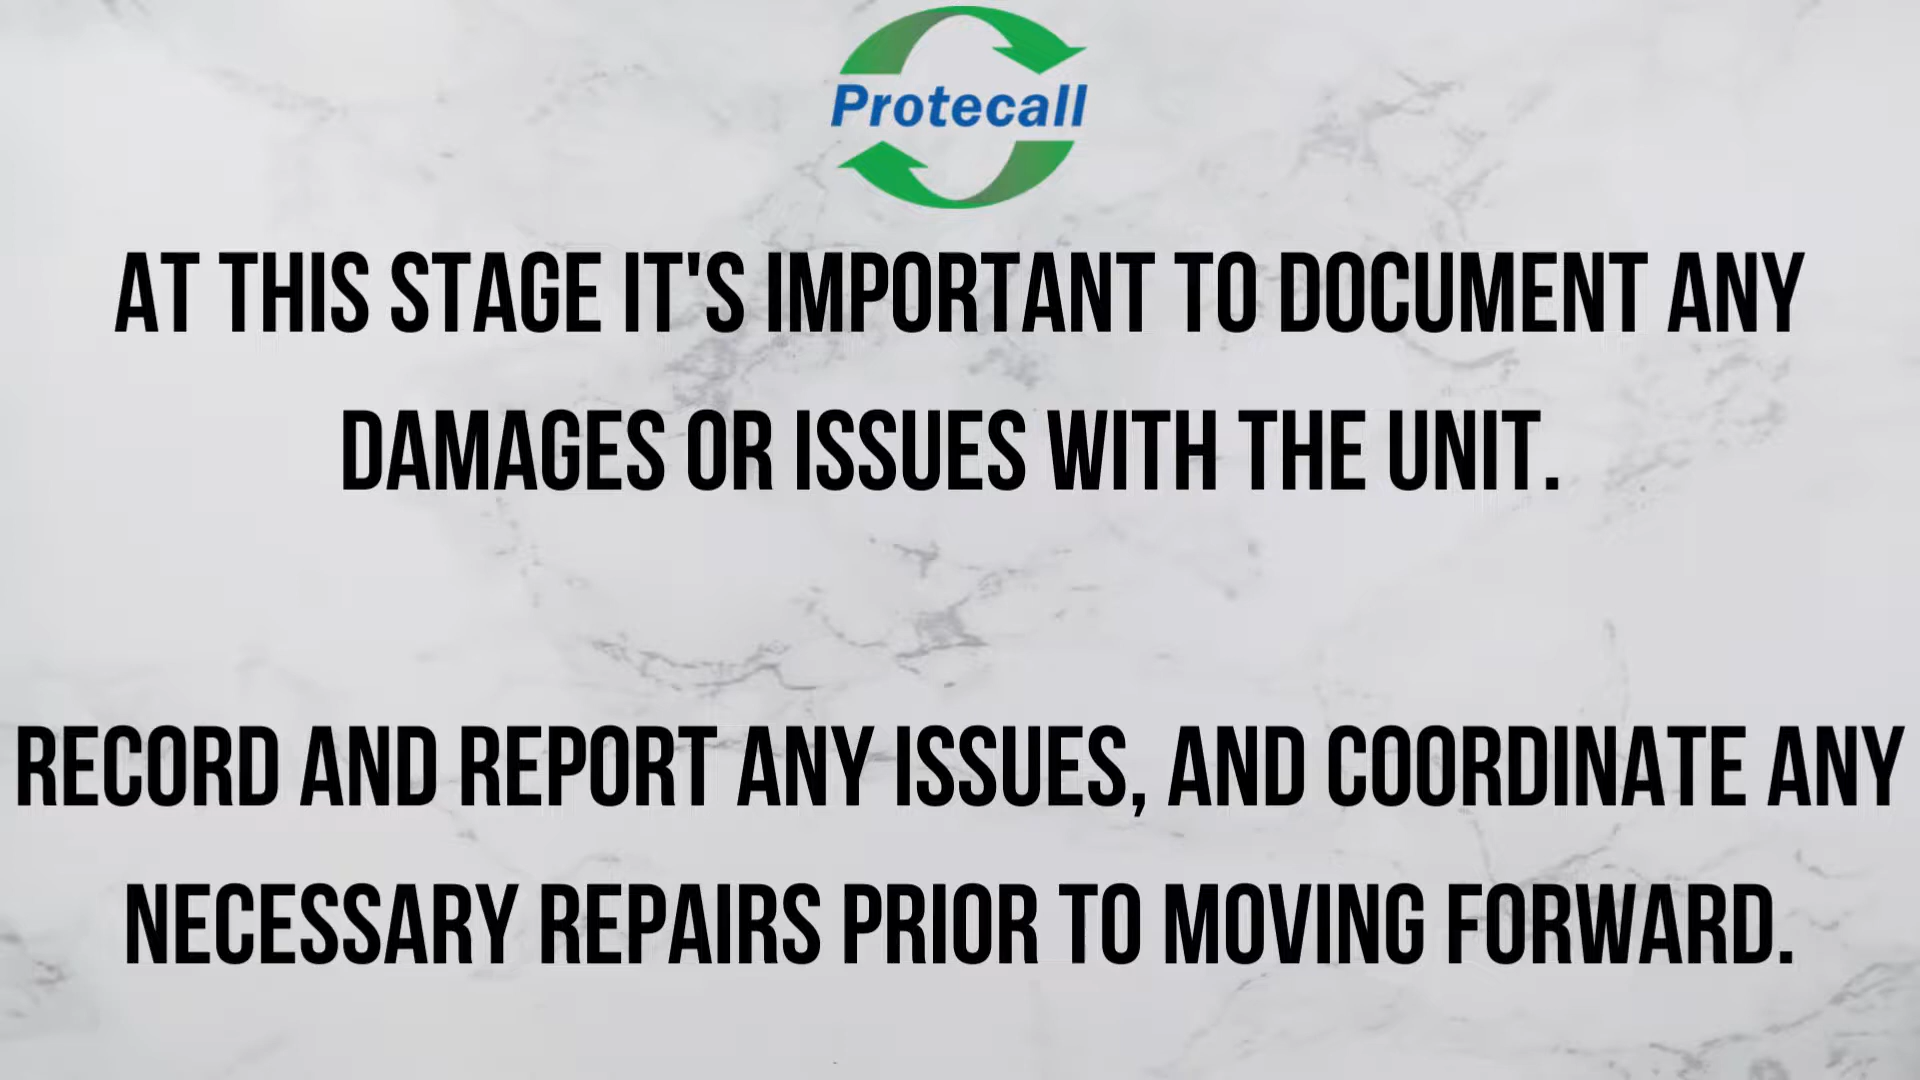 Protecall
AT THIS STAGE IT'S IMPORTANT TO DOCUMENT ANY
DAMAGES OR ISSUES WITH THE UNIT.
RECORD AND REPORT ANY ISSUES, AND COORDINATE ANY
NECESSARY REPAIRS PRIOR TO MOVING FORWARD.